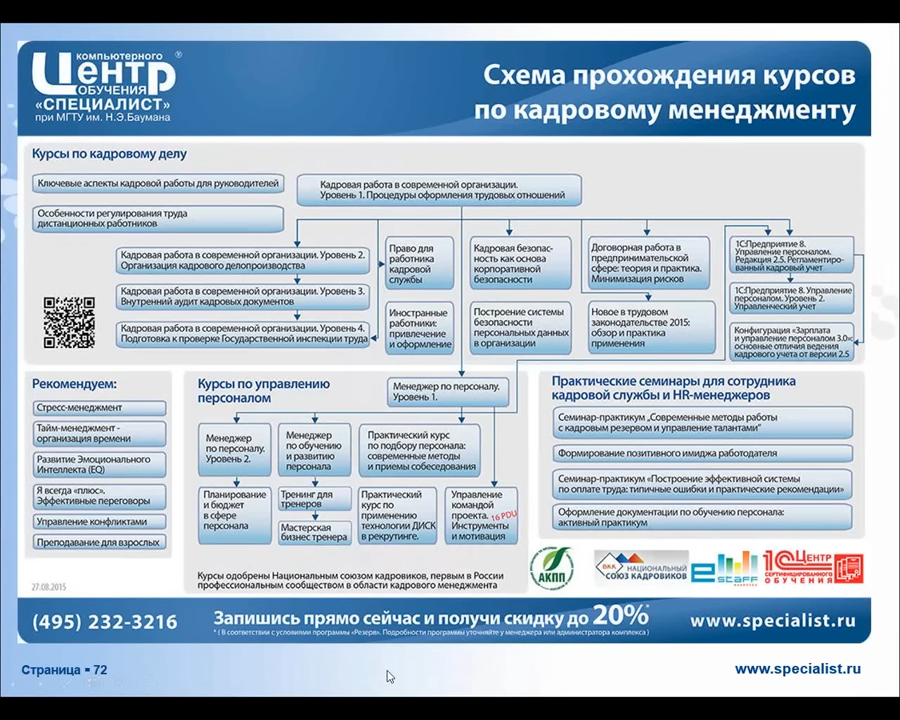 Компьютерного
Центр
ОБУЧЕНИЯ
«СПЕЦИАЛИСТ»
при МГТУ им. Н.Э.Баумана
®
Схема прохождения курсов
по кадровому менеджменту
Курсы по кадровому делу
Ключевые аспекты кадровой работы для руководителей
Особенности регулирования труда
дистанционных работников
Кадровая работа в современной организации.
Уровень 1. Процедуры оформления трудовых отношений
Кадровая работа в современной организации. Уровень 2.
Организация кадрового делопроизводства
Кадровая работа в современной организации. Уровень 3.
Внутренний аудит кадровых документов
Кадровая работа в современной организации. Уровень 4.
Подготовка к проверке Государственной инспекции труда
Право для
работника
кадровой
службы
Иностранные
работники:
привлечение
и оформление
Кадровая безопас-
ность как основа
корпоративной
безопасности
Построение системы
безопасности
персональных данных
в организации
Договорная работа в
предпринимательской
сфере: теория и практика.
Минимизация рисков
Новое в трудовом
законодательстве 2015:
обзор и практика
применения
1С:Предприятие 8.
Управление персоналом.
Редакция 2.5. Регламентиро-
ванный кадровый учет
1С:Предприятие 8. Управление
персоналом. Уровень 2.
Управленческий учет
Конфигурация «Зарплата
и управление персоналом 3.0»:
основные отличия ведения
кадрового учета от версии 2.5
Рекомендуем:
Стресс-менеджмент
Тайм-менеджмент -
организация времени
Развитие Эмоционального
Интеллекта (EQ)
Я всегда «плюс».
Эффективные переговоры
Управление конфликтами
Преподавание для взрослых
27.08.2015
Курсы по управлению
персоналом
Менеджер по персоналу.
Уровень 1.
Менеджер
по персоналу.
Уровень 2.
Менеджер
по обучению
и развитию
персонала
Практический курс
по подбору персонала:
современные методы
и приемы собеседования
Планирование
и бюджет
в сфере
персонала
Тренинг для
тренеров
Мастерская
бизнес тренера
Практический
курс по
применению
технологии ДИСК
в рекрутинге.
Управление
командой
проекта.
Инструменты
и мотивация
16 PDU
Курсы одобрены Национальным союзом кадровиков, первым в России
профессиональным сообществом в области кадрового менеджмента
Практические семинары для сотрудника
кадровой службы и HR-менеджеров
Семинар-практикум „Современные методы работы
с кадровым резервом и управление талантами“
Формирование позитивного имиджа работодателя
Семинар-практикум «Построение эффективной системы
по оплате труда: типичные ошибки и практические рекомендации»
Оформление документации по обучению персонала:
активный практикум
АКПП
ВКК
НАЦИОНАЛЬНЫЙ
СОЮЗ КАДРОВИКОВ
e staff
1С ЦЕНТР
СЕРТИФИЦИРОВАННОГО
ОБУЧЕНИЯ
(495) 232-3216
Запишись прямо сейчас и получи скидку до 20%*
* ( В соответствии с условиями программы «Резерв». Подробности программы уточняйте у менеджера или администратора комплекса )
www.specialist.ru
Страница ▪ 72
www.specialist.ru